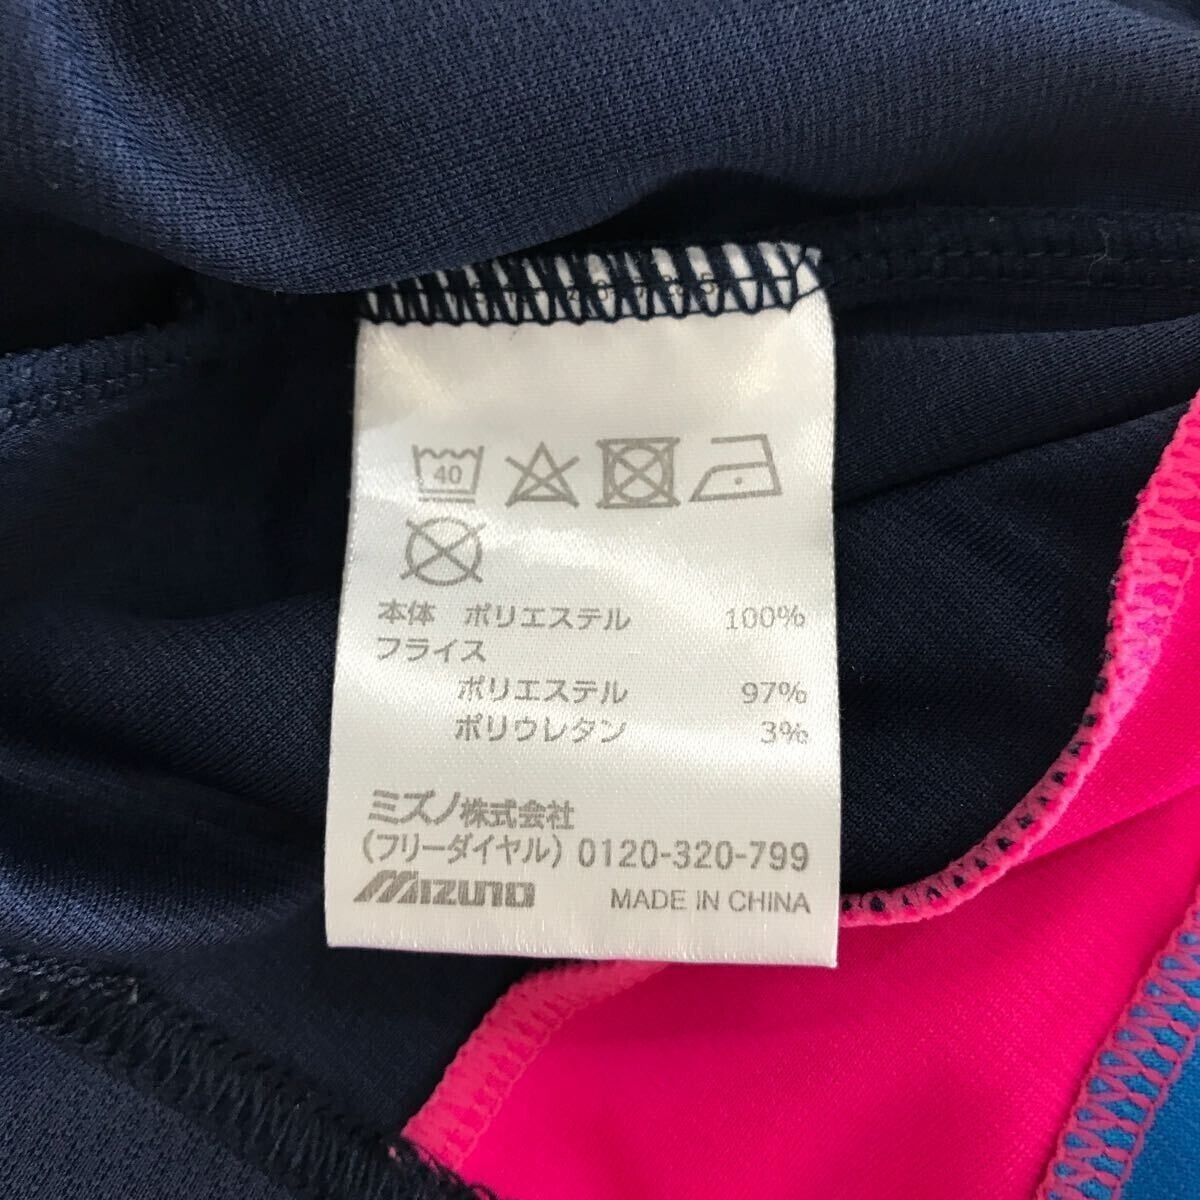 40
本体 ポリエステル 100%
フライス
ポリエステル 97%
ポリウレタン 3%
ミズノ株式会社
(フリーダイヤル) 0120-320-799
MIZUNO MADE IN CHINA